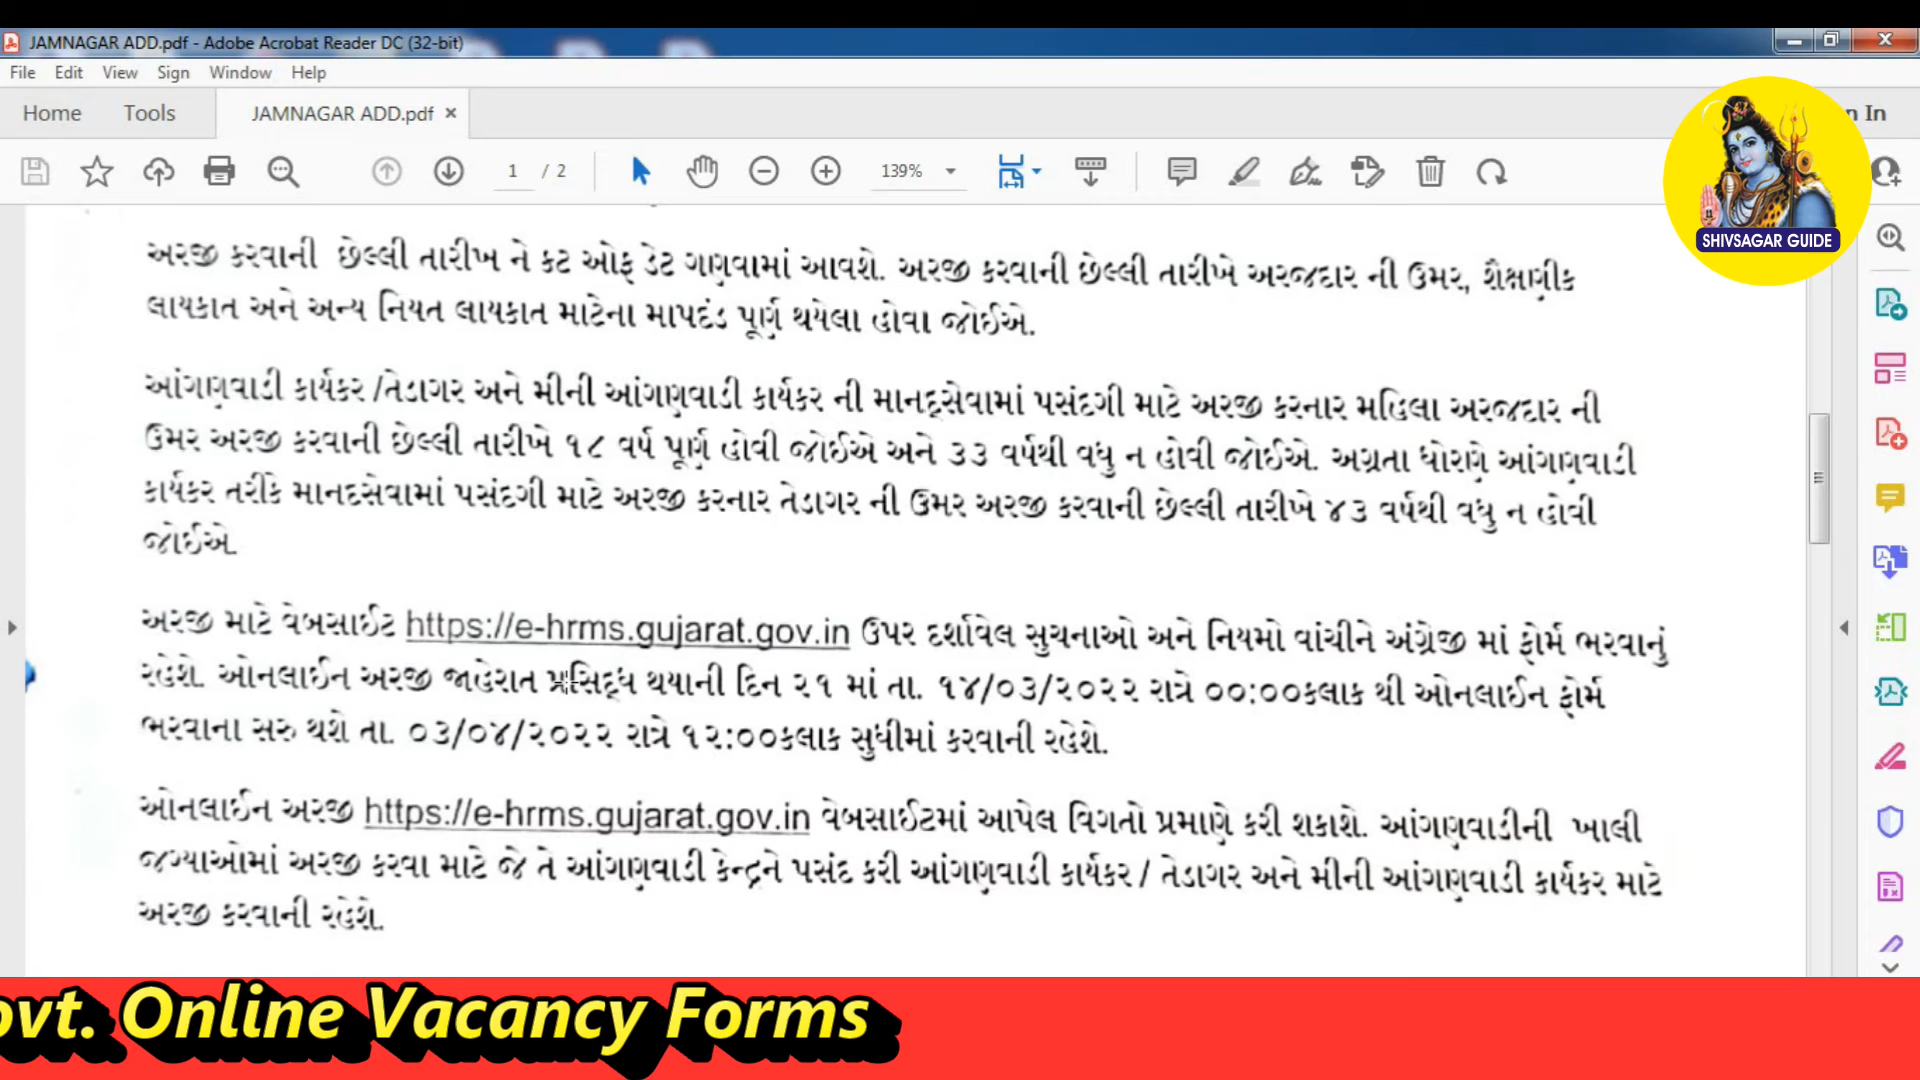 JAMNAGAR ADD.pdf - Adobe Acrobat Reader DC (32-bit)
File Edit View Sign Window Help
Home Tools JAMNAGAR ADD.pdf × n In
1 / 2 139%
SHIVSAGAR GUIDE
અરજી કરવાની છેલ્લી તારીખ ને કટ ઓફ ડેટ ગણવામાં આવશે. અરજી કરવાની છેલ્લી તારીખે અરજદાર ની ઉમર, શૈક્ષણીક
લાયકાત અને અન્ય નિયત લાયકાત માટેના માપદંડ પૂર્ણ થયેલા હોવા જોઈએ.
આંગણવાડી કાર્યકર /તેડાગર અને મીની આંગણવાડી કાર્યકર ની માનદ્સેવામાં પસંદગી માટે અરજી કરનાર મહિલા અરજદાર ની
ઉમર અરજી કરવાની છેલ્લી તારીખે ૧૮ વર્ષ પૂર્ણ હોવી જોઈએ અને ૩૩ વર્ષથી વધુ ન હોવી જોઈએ. અગ્રતા ધોરણે આંગણવાડી
કાર્યકર તરીકે માનદસેવામાં પસંદગી માટે અરજી કરનાર તેડાગર ની ઉમર અરજી કરવાની છેલ્લી તારીખે ૪૩ વર્ષથી વધુ ન હોવી
જોઈએ.
અરજી માટે વેબસાઈટ https://e-hrms.gujarat.gov.in ઉપર દર્શાવેલ સુચનાઓ અને નિયમો વાંચીને અંગ્રેજી માં ફોર્મ ભરવાનું
રહેશે. ઓનલાઈન અરજી જાહેરાત પ્રસિદ્ધ થયાની દિન ૨૧ માં તા. ૧૪/૦૩/૨૦૨૨ રાત્રે ૦૦:૦૦કલાક થી ઓનલાઈન ફોર્મ
ભરવાના સરુ થશે તા. ૦૩/૦૪/૨૦૨૨ રાત્રે ૧૨:૦૦કલાક સુધીમાં કરવાની રહેશે.
ઓનલાઈન અરજી https://e-hrms.gujarat.gov.in વેબસાઈટમાં આપેલ વિગતો પ્રમાણે કરી શકાશે. આંગણવાડીની ખાલી
જગ્યાઓમાં અરજી કરવા માટે જે તે આંગણવાડી કેન્દ્રને પસંદ કરી આંગણવાડી કાર્યકર / તેડાગર અને મીની આંગણવાડી કાર્યકર માટે
અરજી કરવાની રહેશે.
ovt. Online Vacancy Forms